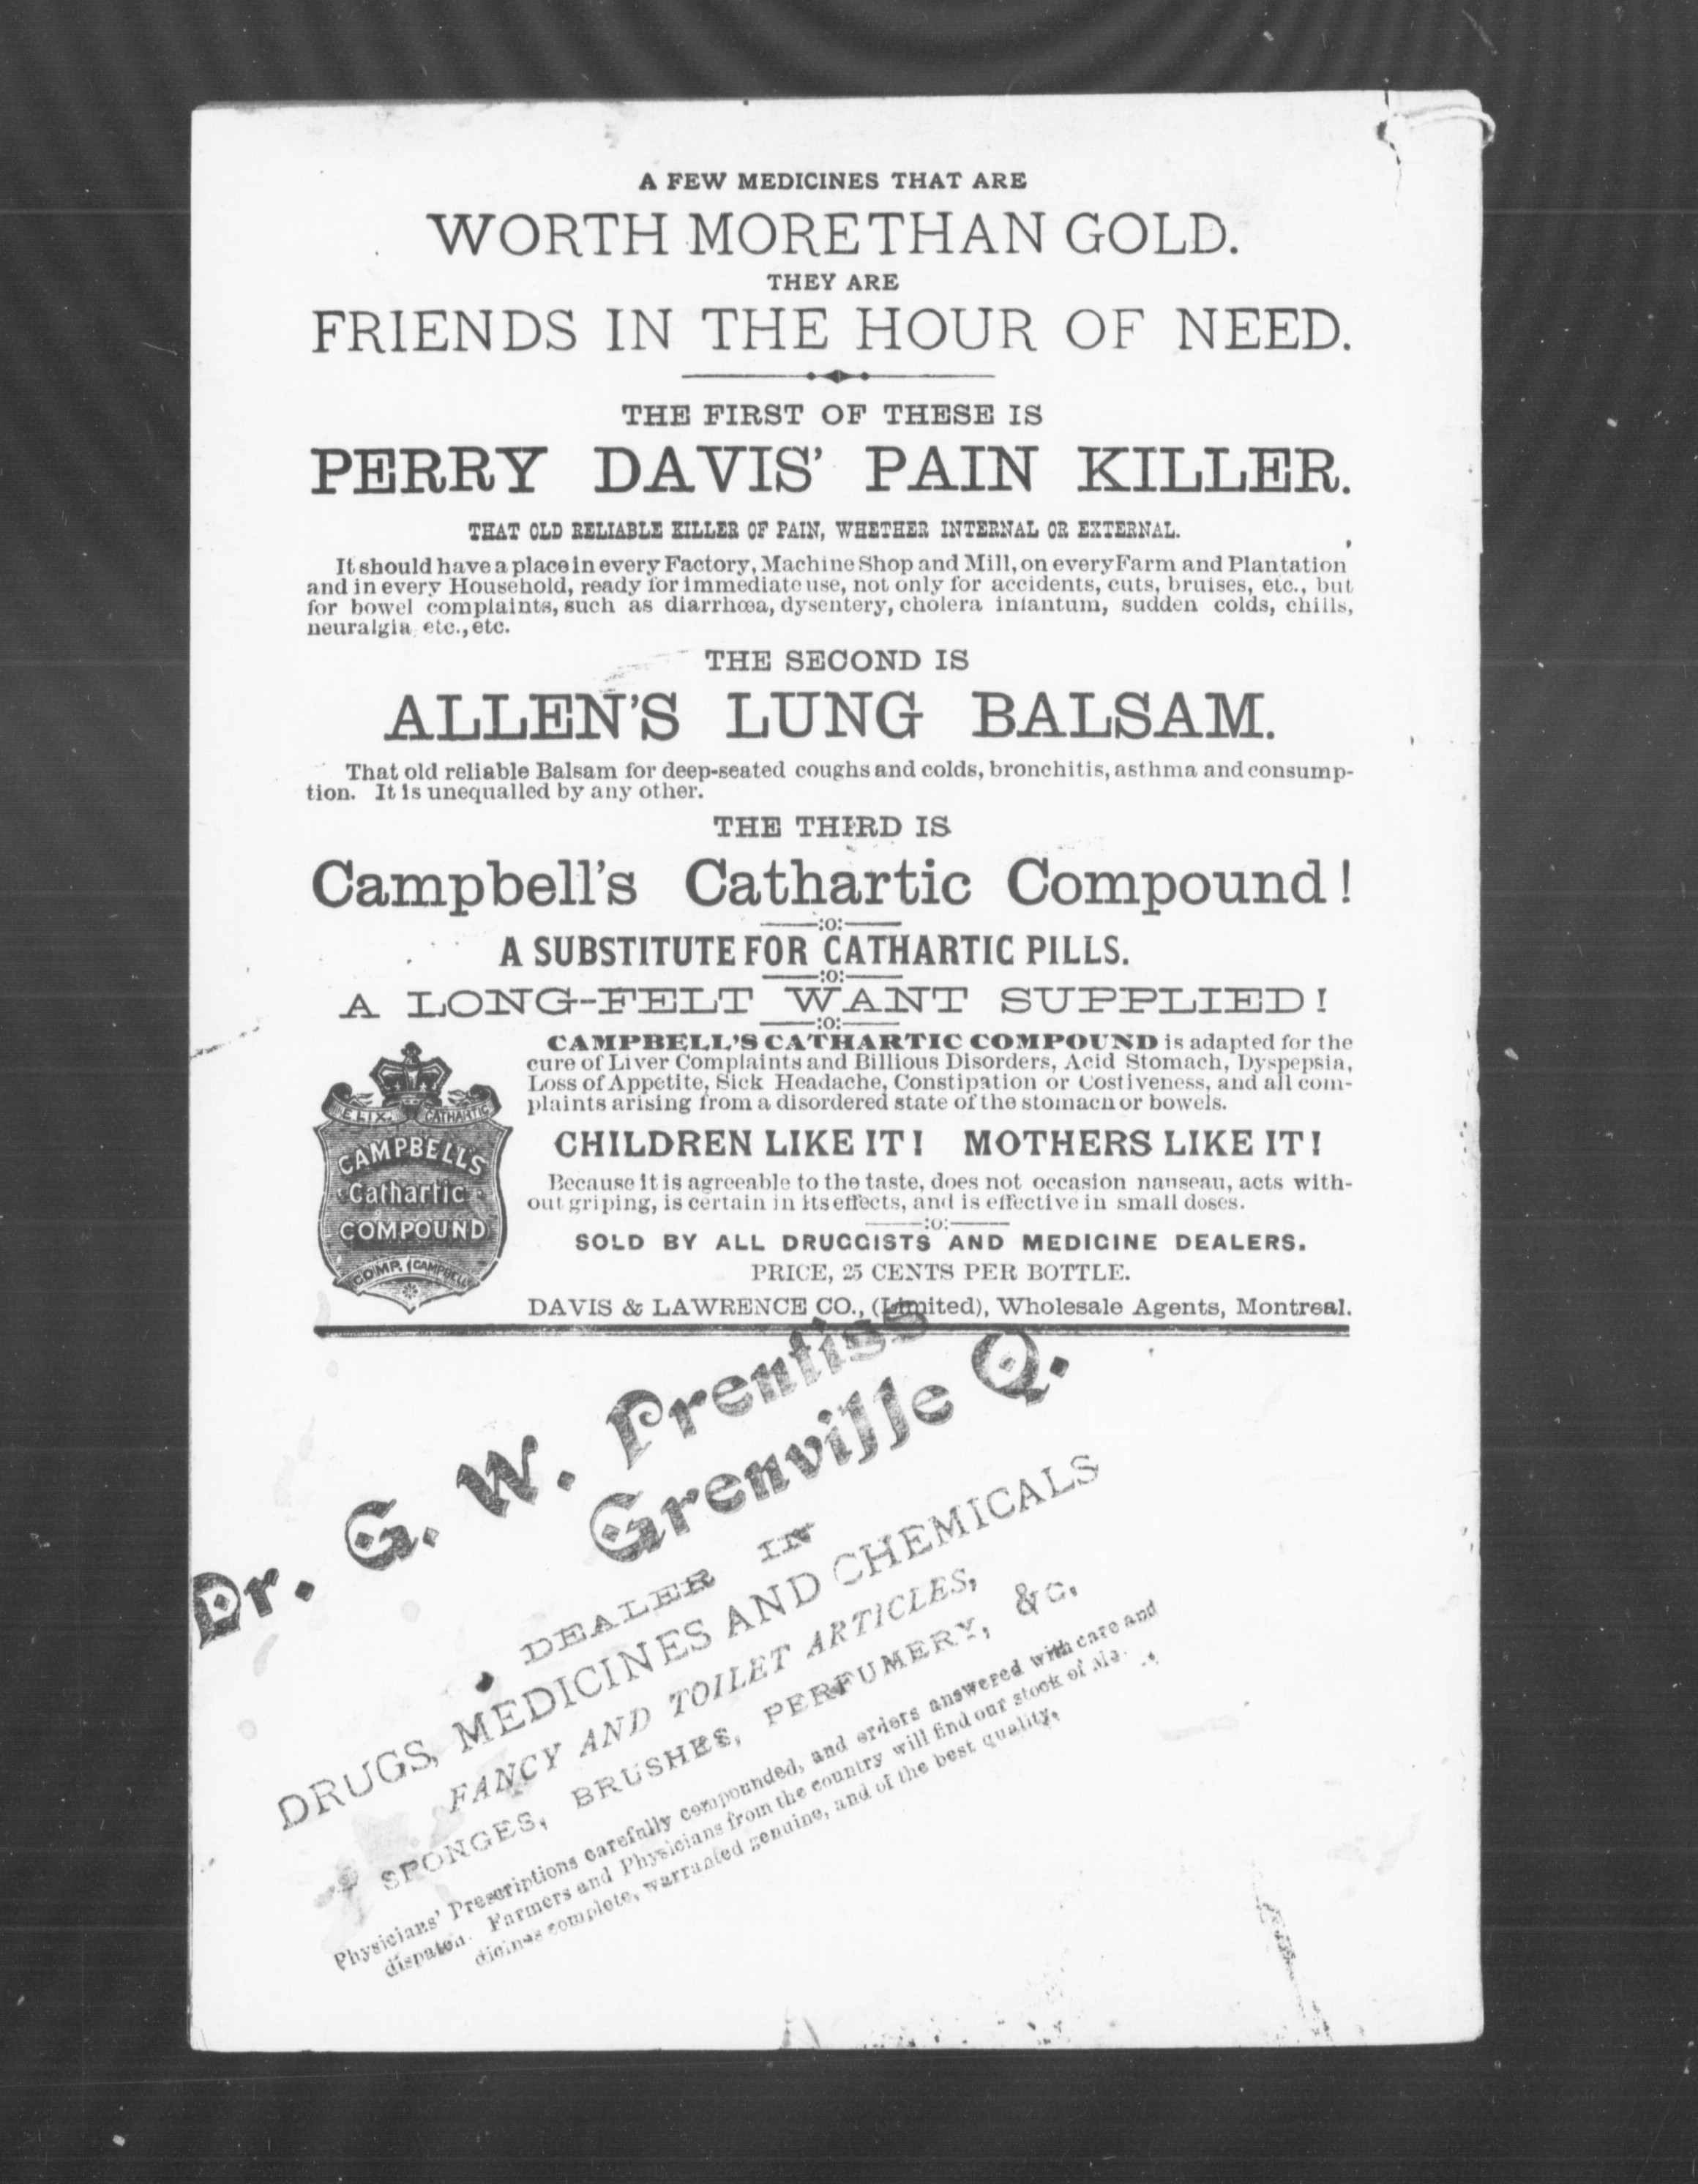 A FEW MEDICINES THAT ARE
WORTH MORE THAN GOLD.
THEY ARE
FRIENDS IN THE HOUR OF NEED.
THE FIRST OF THESE IS
PERRY DAVIS' PAIN KILLER.
THAT OLD RELIABLE KILLER OF PAIN, WHETHER INTERNAL OR EXTERNAL.
It should have a place in every Factory, Machine Shop and Mill, on every Farm and Plantation
and in every Household, ready for immediate use, not only for accidents, cuts, bruises, etc., but
for bowel complaints, such as diarrhœa, dysentery, cholera infantum, sudden colds, chills,
neuralgia, etc., etc.
THE SECOND IS
ALLEN'S LUNG BALSAM.
That old reliable Balsam for deep-seated coughs and colds, bronchitis, asthma and consump-
tion. It is unequalled by any other.
THE THIRD IS
Campbell's Cathartic Compound!
:o:
A SUBSTITUTE FOR CATHARTIC PILLS.
:o:
A LONG-FELT WANT SUPPLIED!
:o:
CAMPBELL'S CATHARTIC COMPOUND is adapted for the
cure of Liver Complaints and Billious Disorders, Acid Stomach, Dyspepsia,
Loss of Appetite, Sick Headache, Constipation or Costiveness, and all com-
plaints arising from a disordered state of the stomach or bowels.
ELIX. CATHARTIC
CAMPBELL'S
Cathartic
COMPOUND
COMP. (CAMPBELL)
CHILDREN LIKE IT! MOTHERS LIKE IT!
Because it is agreeable to the taste, does not occasion nauseau, acts with-
out griping, is certain in its effects, and is effective in small doses.
:o:
SOLD BY ALL DRUGGISTS AND MEDICINE DEALERS.
PRICE, 25 CENTS PER BOTTLE.
DAVIS & LAWRENCE CO., (Limited), Wholesale Agents, Montreal.
Dr. G. W. Prentiss
Grenville Q.
DEALER IN
DRUGS, MEDICINES AND CHEMICALS
FANCY AND TOILET ARTICLES,
SPONGES, BRUSHES, PERFUMERY, &c.
Physicians' Prescriptions carefully compounded, and orders answered with care and
dispatch. Farmers and Physicians from the country will find our stock of Me-
dicines complete, warranted genuine, and of the best quality.